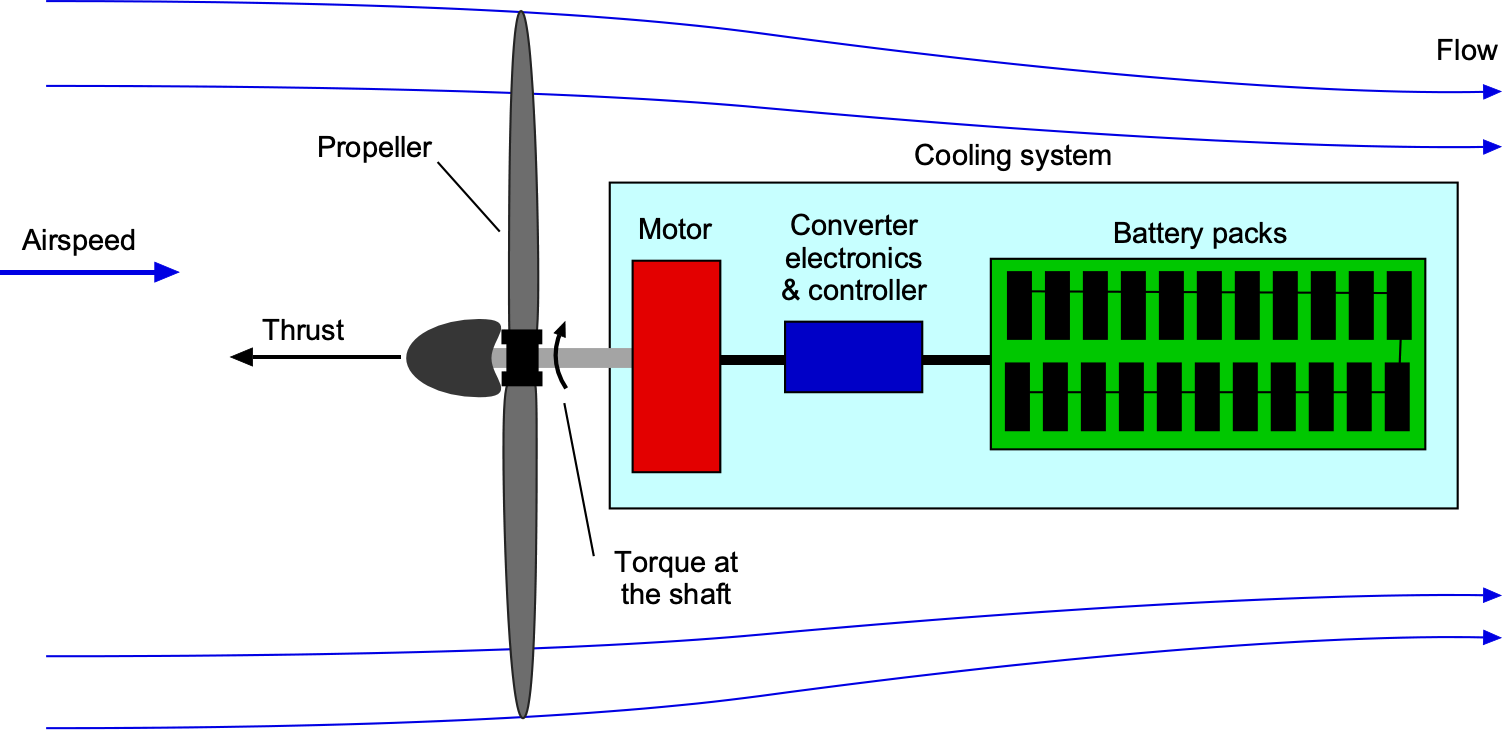 Flow
Propeller
Cooling system
Airspeed
Motor
Converter
electronics
& controller
Battery packs
Thrust
Torque at
the shaft